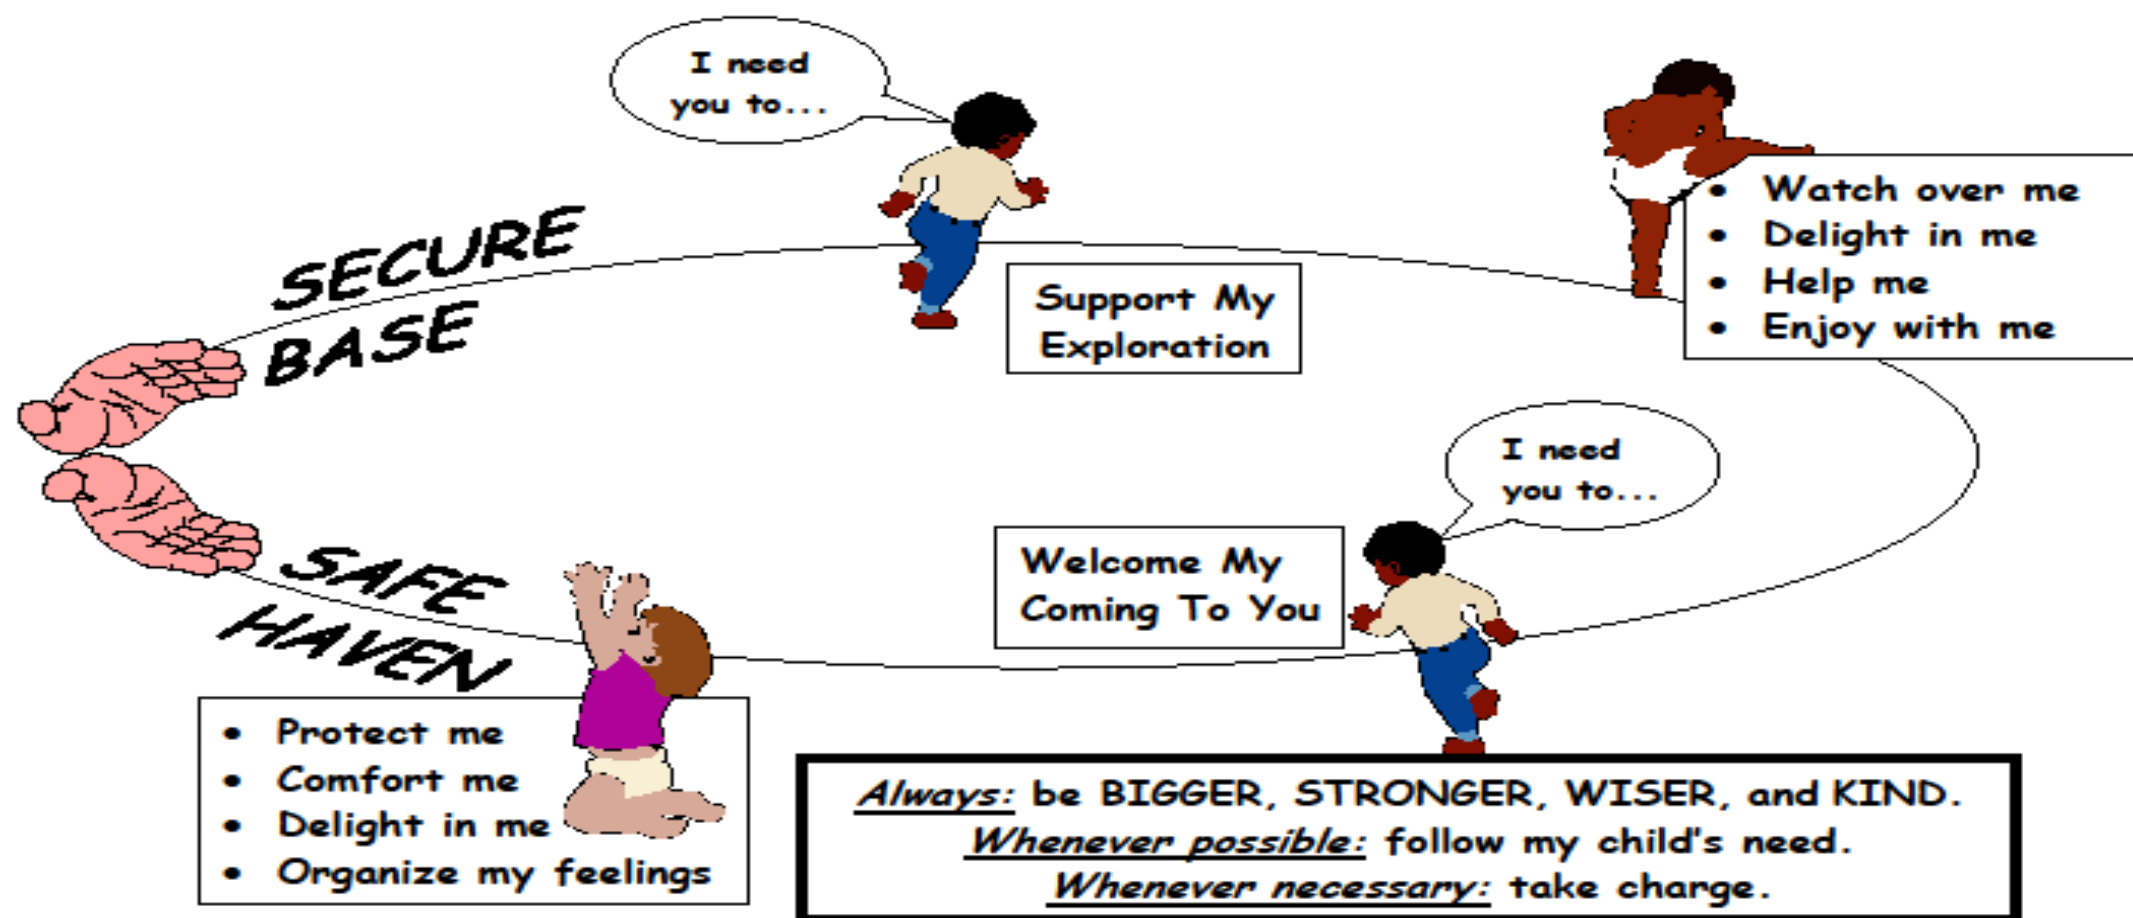 I need
you to...
SECURE
BASE
Support My
Exploration
• Watch over me
• Delight in me
• Help me
• Enjoy with me
I need
you to...
Welcome My
Coming To You
SAFE
HAVEN
• Protect me
• Comfort me
• Delight in me
• Organize my feelings
Always: be BIGGER, STRONGER, WISER, and KIND.
Whenever possible: follow my child's need.
Whenever necessary: take charge.